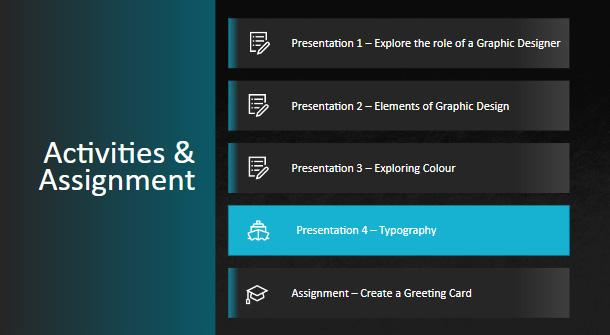 Activities &
Assignment
Presentation 1 – Explore the role of a Graphic Designer
Presentation 2 – Elements of Graphic Design
Presentation 3 – Exploring Colour
Presentation 4 – Typography
Assignment – Create a Greeting Card